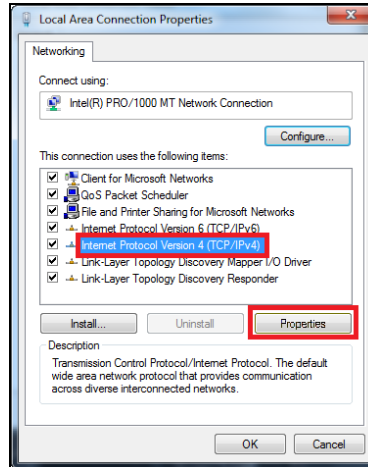 Local Area Connection Properties
Networking
Connect using:
Intel(R) PRO/1000 MT Network Connection
Configure...
This connection uses the following items:
Client for Microsoft Networks
QoS Packet Scheduler
File and Printer Sharing for Microsoft Networks
Internet Protocol Version 6 (TCP/IPv6)
Internet Protocol Version 4 (TCP/IPv4)
Link-Layer Topology Discovery Mapper I/O Driver
Link-Layer Topology Discovery Responder
Install...
Uninstall
Properties
Description
Transmission Control Protocol/Internet Protocol. The default
wide area network protocol that provides communication
across diverse interconnected networks.
OK
Cancel